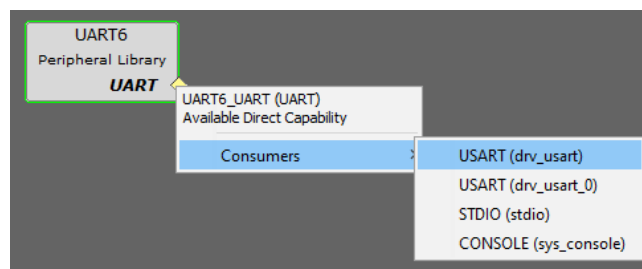 UART6
Peripheral Library
UART
UART6_UART (UART)
Available Direct Capability
Consumers
USART (drv_usart)
USART (drv_usart_0)
STDIO (stdio)
CONSOLE (sys_console)